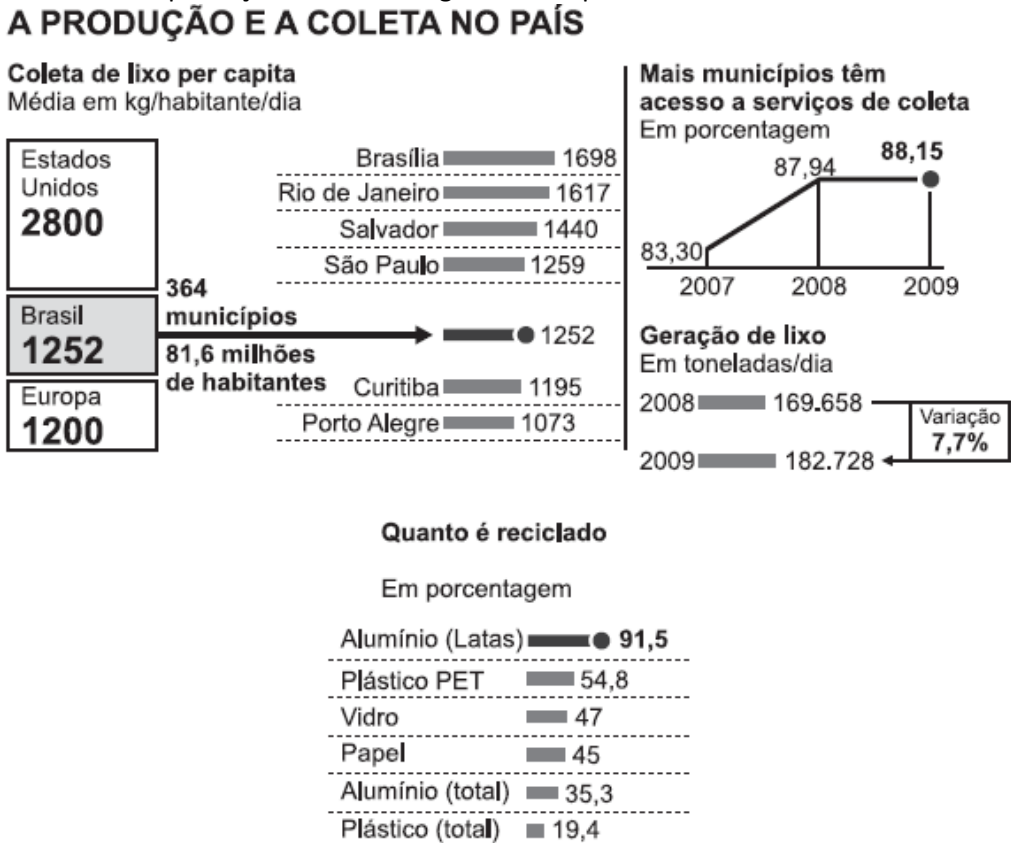 A PRODUÇÃO E A COLETA NO PAÍS
Coleta de lixo per capita
Média em kg/habitante/dia
Estados
Unidos
2800
Brasil
1252
Europa
1200
364
municípios
81,6 milhões
de habitantes
Brasília 1698
Rio de Janeiro 1617
Salvador 1440
São Paulo 1259
1252
Curitiba 1195
Porto Alegre 1073
Mais municípios têm
acesso a serviços de coleta
Em porcentagem
83,30
87,94
88,15
2007 2008 2009
Geração de lixo
Em toneladas/dia
2008 169.658
2009 182.728
Variação
7,7%
Quanto é reciclado
Em porcentagem
Alumínio (Latas) 91,5
Plástico PET 54,8
Vidro 47
Papel 45
Alumínio (total) 35,3
Plástico (total) 19,4